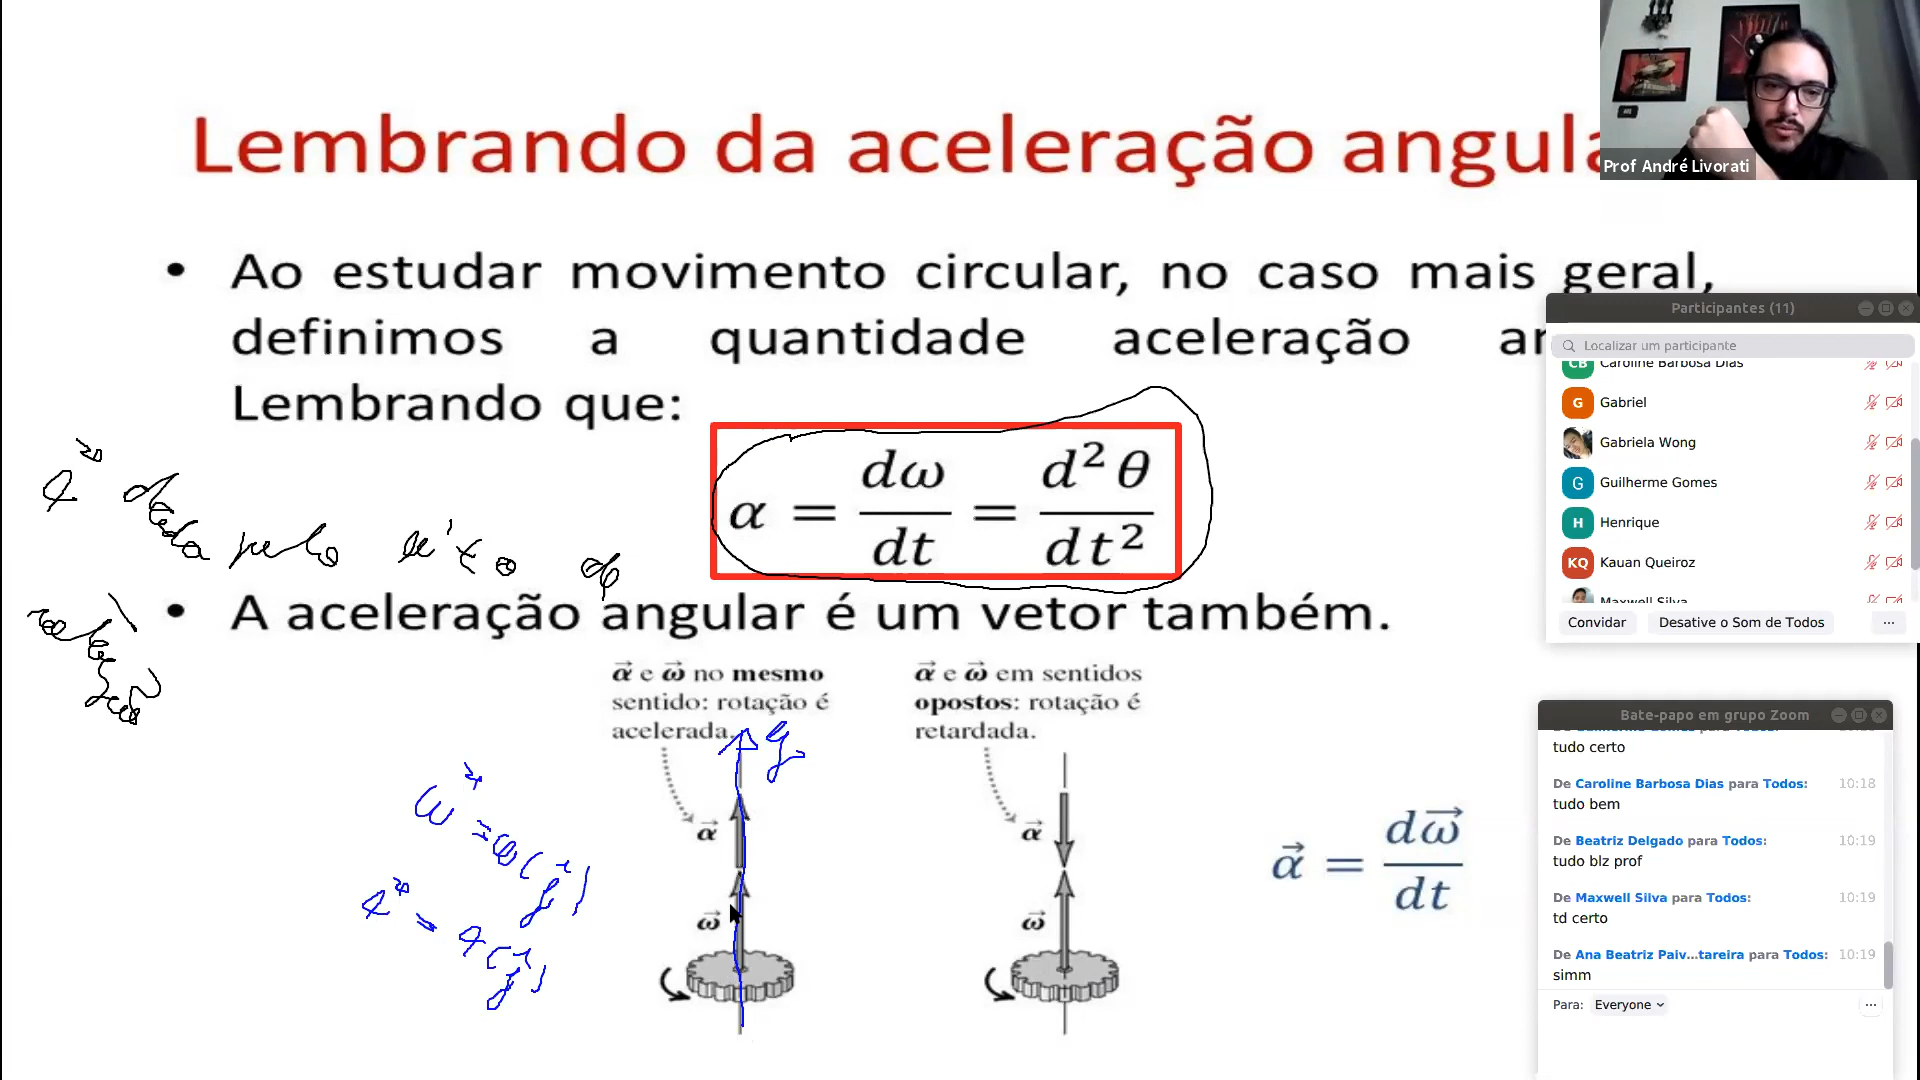 Lembrando da aceleração angula
Prof André Livorati
• Ao estudar movimento circular, no caso mais geral,
definimos a quantidade aceleração an
Lembrando que:
α = dω/dt = d²θ/dt²
• A aceleração angular é um vetor também.
α⃗ e ω⃗ no mesmo
sentido: rotação é
acelerada.
α⃗
ω⃗
α⃗ e ω⃗ em sentidos
opostos: rotação é
retardada.
α⃗
ω⃗
α⃗ = dω⃗/dt
y
ω⃗ = ω(ĵ)
α⃗ = α(ĵ)
Participantes (11)
Localizar um participante
CB Caroline Barbosa Dias
G Gabriel
Gabriela Wong
G Guilherme Gomes
H Henrique
KQ Kauan Queiroz
Maxwell Silva
Convidar
Desative o Som de Todos
...
Bate-papo em grupo Zoom
tudo certo
De Caroline Barbosa Dias para Todos: 10:18
tudo bem
De Beatriz Delgado para Todos: 10:19
tudo blz prof
De Maxwell Silva para Todos: 10:19
td certo
De Ana Beatriz Paiv...tareira para Todos: 10:19
simm
Para: Everyone
...